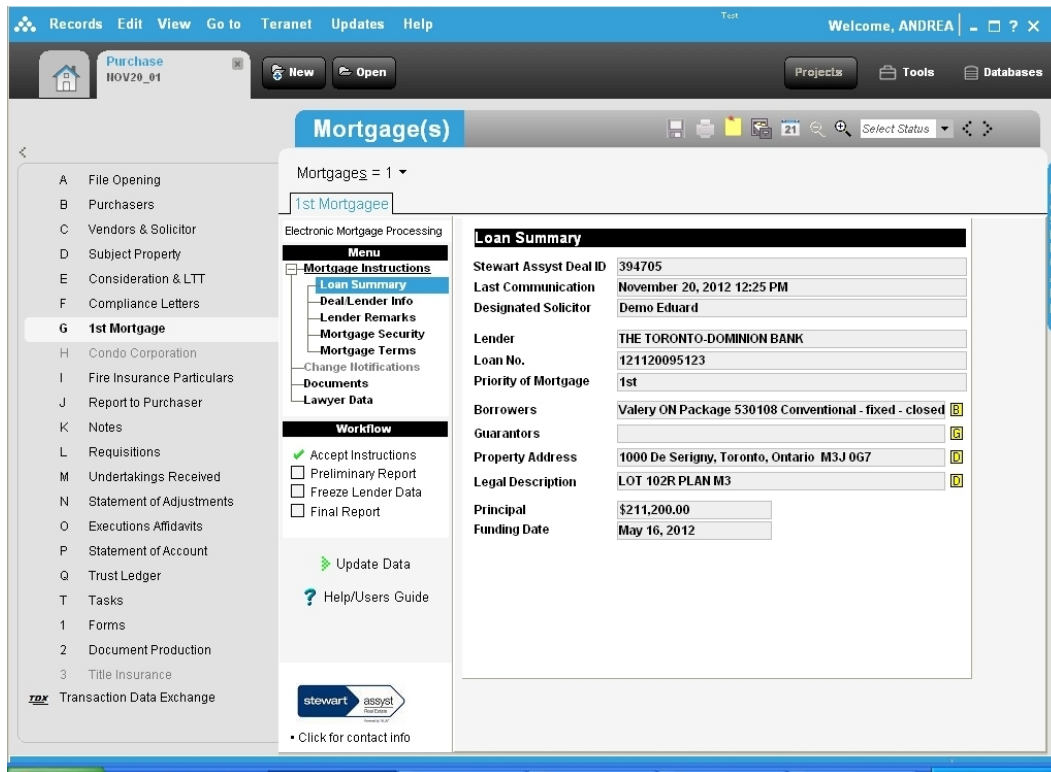 Records Edit View Go to Teranet Updates Help
Test
Welcome, ANDREA
Purchase
NOV20_01
New
Open
Projects
Tools
Databases
Mortgage(s)
21
Select Status
Mortgages = 1
1st Mortgagee
A File Opening
B Purchasers
C Vendors & Solicitor
D Subject Property
E Consideration & LTT
F Compliance Letters
G 1st Mortgage
H Condo Corporation
I Fire Insurance Particulars
J Report to Purchaser
K Notes
L Requisitions
M Undertakings Received
N Statement of Adjustments
O Executions Affidavits
P Statement of Account
Q Trust Ledger
T Tasks
1 Forms
2 Document Production
3 Title Insurance
TDX Transaction Data Exchange
Electronic Mortgage Processing
Menu
Mortgage Instructions
Loan Summary
Deal/Lender Info
Lender Remarks
Mortgage Security
Mortgage Terms
Change Notifications
Documents
Lawyer Data
Workflow
Accept Instructions
Preliminary Report
Freeze Lender Data
Final Report
Update Data
? Help/Users Guide
stewart assyst
Real Estate
• Click for contact info
Loan Summary
Stewart Assyst Deal ID 394705
Last Communication November 20, 2012 12:25 PM
Designated Solicitor Demo Eduard
Lender THE TORONTO-DOMINION BANK
Loan No. 121120095123
Priority of Mortgage 1st
Borrowers Valery ON Package 530108 Conventional - fixed - closed B
Guarantors G
Property Address 1000 De Serigny, Toronto, Ontario M3J 0G7 D
Legal Description LOT 102R PLAN M3 D
Principal $211,200.00
Funding Date May 16, 2012